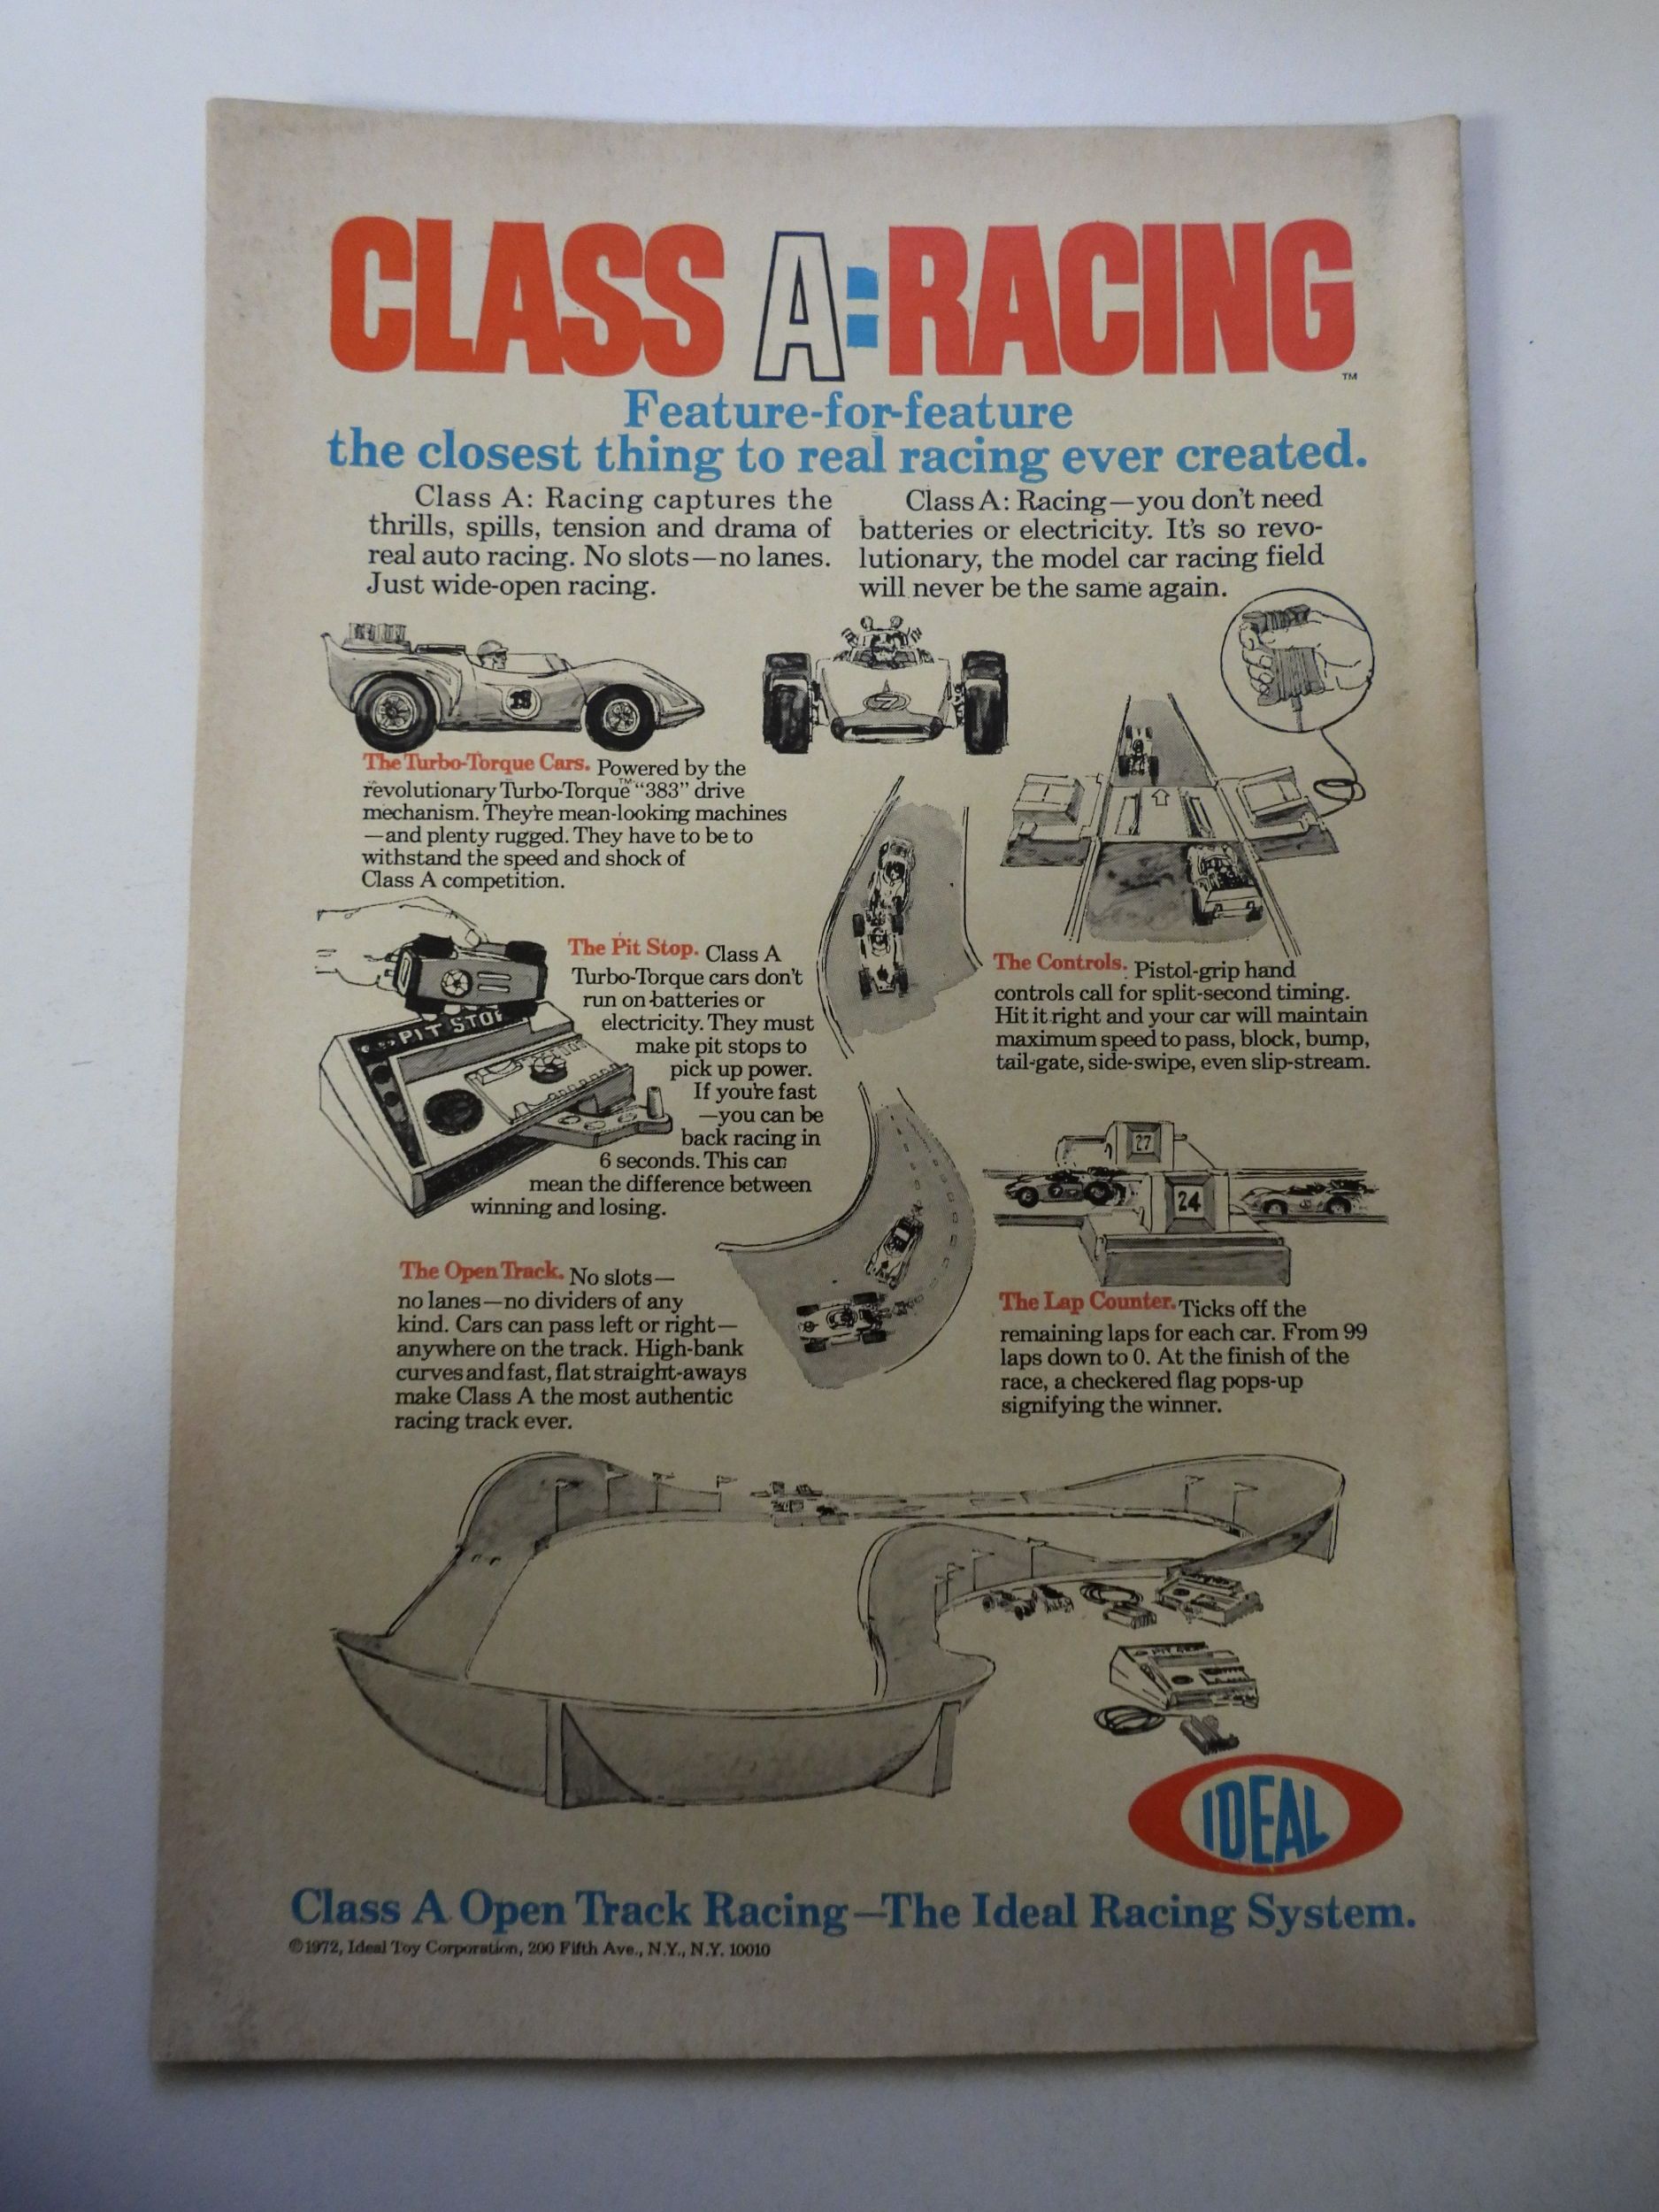 CLASS A:RACING
TM
Feature-for-feature
the closest thing to real racing ever created.
Class A: Racing captures the
thrills, spills, tension and drama of
real auto racing. No slots—no lanes.
Just wide-open racing.
Class A: Racing—you don't need
batteries or electricity. It's so revo-
lutionary, the model car racing field
will never be the same again.
The Turbo-Torque Cars. Powered by the
revolutionary Turbo-Torque™ "383" drive
mechanism. They're mean-looking machines
—and plenty rugged. They have to be to
withstand the speed and shock of
Class A competition.
PIT STOP
The Pit Stop. Class A
Turbo-Torque cars don't
run on batteries or
electricity. They must
make pit stops to
pick up power.
If you're fast
—you can be
back racing in
6 seconds. This can
mean the difference between
winning and losing.
The Controls. Pistol-grip hand
controls call for split-second timing.
Hit it right and your car will maintain
maximum speed to pass, block, bump,
tail-gate, side-swipe, even slip-stream.
27
24
The Open Track. No slots—
no lanes—no dividers of any
kind. Cars can pass left or right—
anywhere on the track. High-bank
curves and fast, flat straight-aways
make Class A the most authentic
racing track ever.
The Lap Counter. Ticks off the
remaining laps for each car. From 99
laps down to 0. At the finish of the
race, a checkered flag pops-up
signifying the winner.
IDEAL
Class A Open Track Racing—The Ideal Racing System.
©1972, Ideal Toy Corporation, 200 Fifth Ave., N.Y., N.Y. 10010